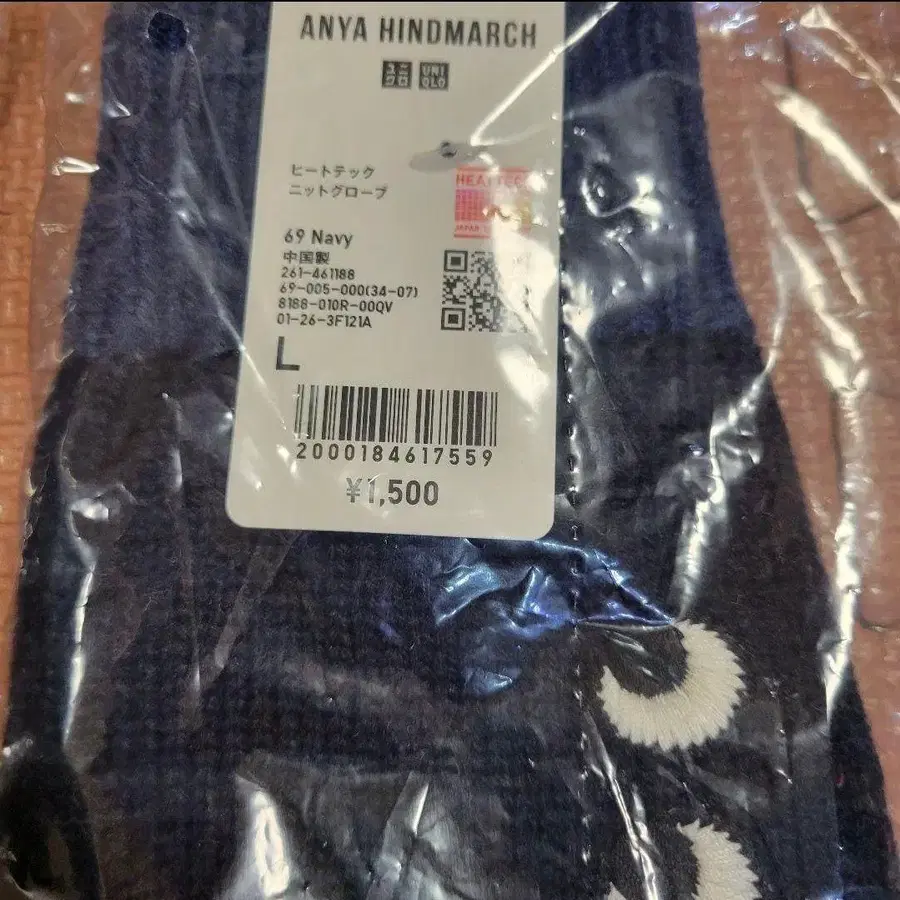 ANYA HINDMARCH
ユニクロ UNIQLO
ヒートテック
ニットグローブ
HEATTECH
69 Navy
中国製
261-461188
69-005-000(34-07)
8188-010R-00QV
01-26-3F121A
L
2000184617559
¥1,500